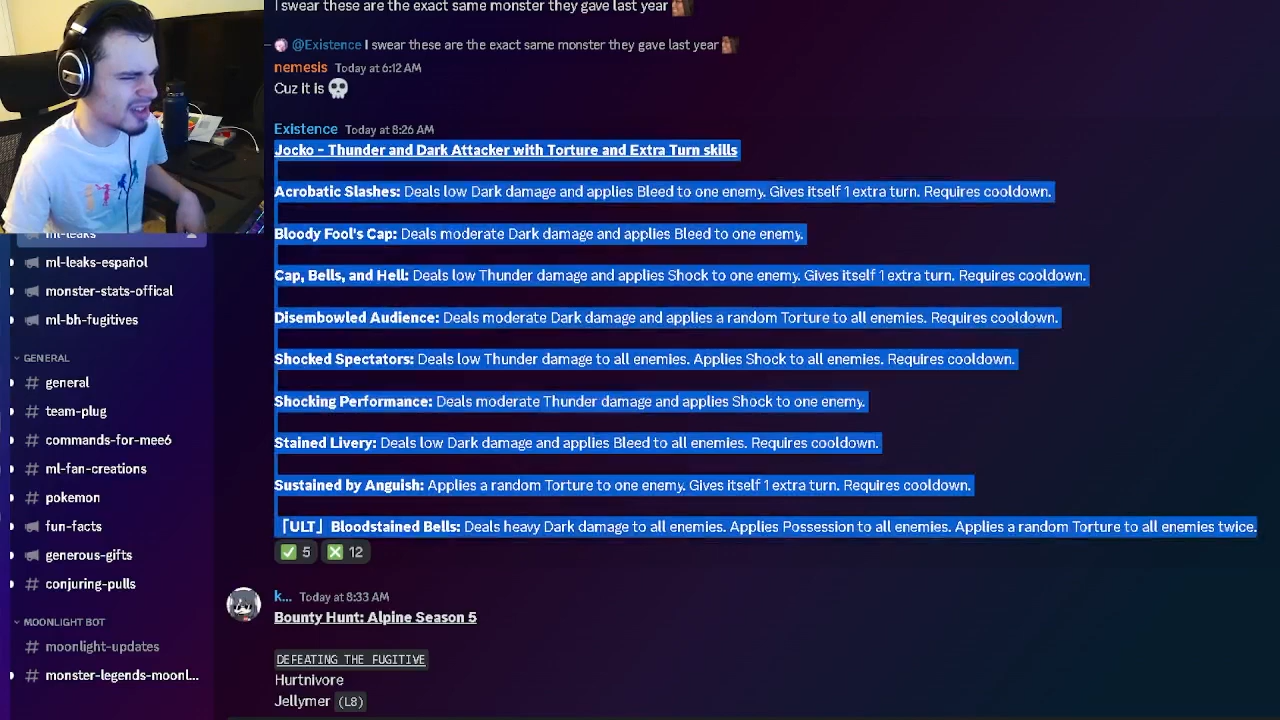 I swear these are the exact same monster they gave last year
@Existence I swear these are the exact same monster they gave last year
nemesis Today at 6:12 AM
Cuz it is 💀
Existence Today at 8:26 AM
Jocko - Thunder and Dark Attacker with Torture and Extra Turn skills
Acrobatic Slashes: Deals low Dark damage and applies Bleed to one enemy. Gives itself 1 extra turn. Requires cooldown.
Bloody Fool's Cap: Deals moderate Dark damage and applies Bleed to one enemy.
Cap, Bells, and Hell: Deals low Thunder damage and applies Shock to one enemy. Gives itself 1 extra turn. Requires cooldown.
Disembowled Audience: Deals moderate Dark damage and applies a random Torture to all enemies. Requires cooldown.
Shocked Spectators: Deals low Thunder damage to all enemies. Applies Shock to all enemies. Requires cooldown.
Shocking Performance: Deals moderate Thunder damage and applies Shock to one enemy.
Stained Livery: Deals low Dark damage and applies Bleed to all enemies. Requires cooldown.
Sustained by Anguish: Applies a random Torture to one enemy. Gives itself 1 extra turn. Requires cooldown.
「ULT」 Bloodstained Bells: Deals heavy Dark damage to all enemies. Applies Possession to all enemies. Applies a random Torture to all enemies twice.
✅ 5 ❎ 12
k... Today at 8:33 AM
Bounty Hunt: Alpine Season 5
DEFEATING THE FUGITIVE
Hurtnivore
Jellymer (L8)
ml-leaks
ml-leaks-español
monster-stats-offical
ml-bh-fugitives
GENERAL
# general
# team-plug
# commands-for-mee6
# ml-fan-creations
# pokemon
fun-facts
generous-gifts
# conjuring-pulls
MOONLIGHT BOT
# moonlight-updates
# monster-legends-moonl...